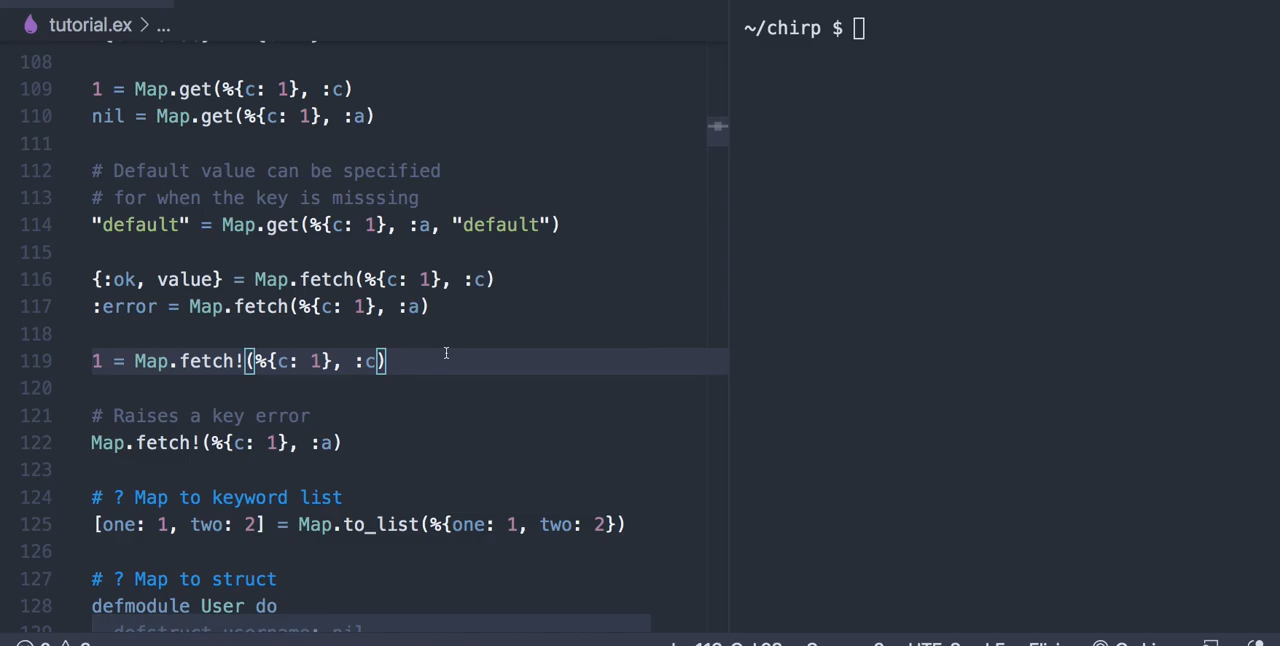 tutorial.ex > ...
108
109 1 = Map.get(%{c: 1}, :c)
110 nil = Map.get(%{c: 1}, :a)
111
112 # Default value can be specified
113 # for when the key is misssing
114 "default" = Map.get(%{c: 1}, :a, "default")
115
116 {:ok, value} = Map.fetch(%{c: 1}, :c)
117 :error = Map.fetch(%{c: 1}, :a)
118
119 1 = Map.fetch!(%{c: 1}, :c)
120
121 # Raises a key error
122 Map.fetch!(%{c: 1}, :a)
123
124 # ? Map to keyword list
125 [one: 1, two: 2] = Map.to_list(%{one: 1, two: 2})
126
127 # ? Map to struct
128 defmodule User do
129 defstruct username: nil
~/chirp $